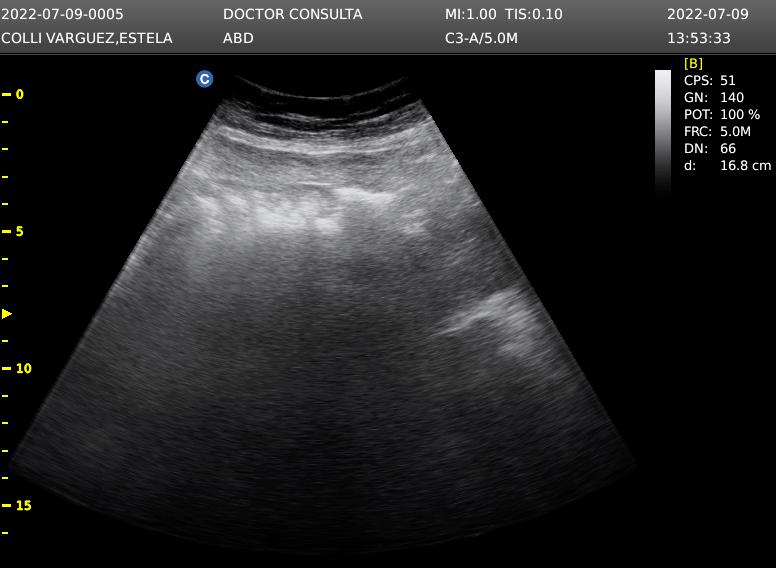 2022-07-09-0005 DOCTOR CONSULTA MI:1.00 TIS:0.10 2022-07-09
COLLI VARGUEZ,ESTELA ABD C3-A/5.0M 13:53:33
C
[B]
CPS: 51
GN: 140
POT: 100 %
FRC: 5.0M
DN: 66
d: 16.8 cm
0
5
10
15